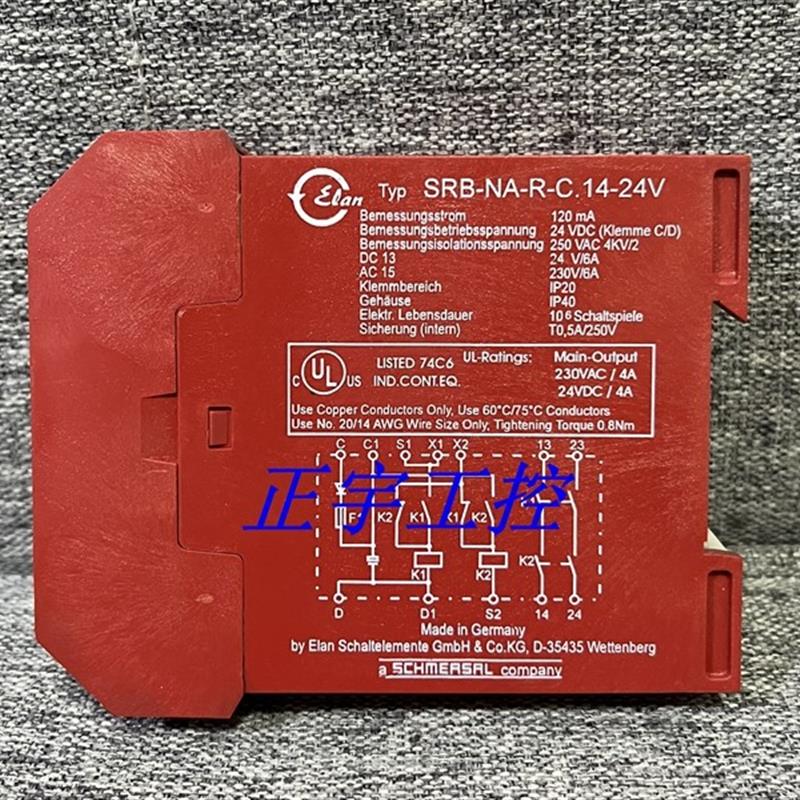 Elan Typ SRB-NA-R-C.14-24V
Bemessungsstrom 120 mA
Bemessungsbetriebsspannung 24 VDC (Klemme C/D)
Bemessungsisolationsspannung 250 VAC 4KV/2
DC 13 24 V/6A
AC 15 230V/6A
Klemmbereich IP20
Gehäuse IP40
Elektr. Lebensdauer 10⁶ Schaltspiele
Sicherung (intern) T0,5A/250V
LISTED 74C6 UL-Ratings: Main-Output
C UL US IND.CONT.EQ. 230VAC / 4A
24VDC / 4A
Use Copper Conductors Only, Use 60°C/75°C Conductors
Use No. 20/14 AWG Wire Size Only, Tightening Torque 0.8Nm
C C1 S1 X1 X2 13 23
正宇工控
F1 K2 K1 K1 K2 K1
K1 K2 K2
D D1 S2 14 24
Made in Germany
by Elan Schaltelemente GmbH & Co.KG, D-35435 Wettenberg
a SCHMERSAL company